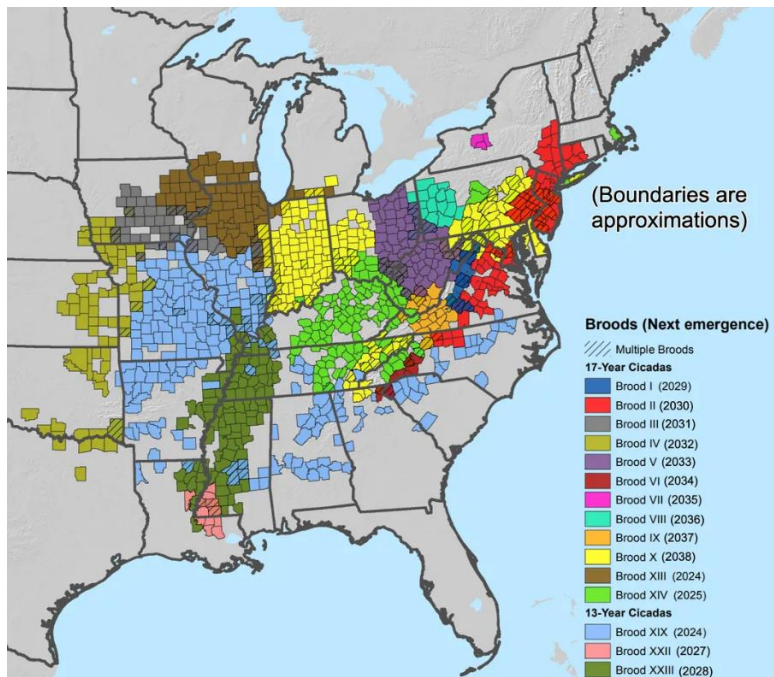 (Boundaries are
approximations)
Broods (Next emergence)
Multiple Broods
17-Year Cicadas
Brood I (2029)
Brood II (2030)
Brood III (2031)
Brood IV (2032)
Brood V (2033)
Brood VI (2034)
Brood VII (2035)
Brood VIII (2036)
Brood IX (2037)
Brood X (2038)
Brood XIII (2024)
Brood XIV (2025)
13-Year Cicadas
Brood XIX (2024)
Brood XXII (2027)
Brood XXIII (2028)